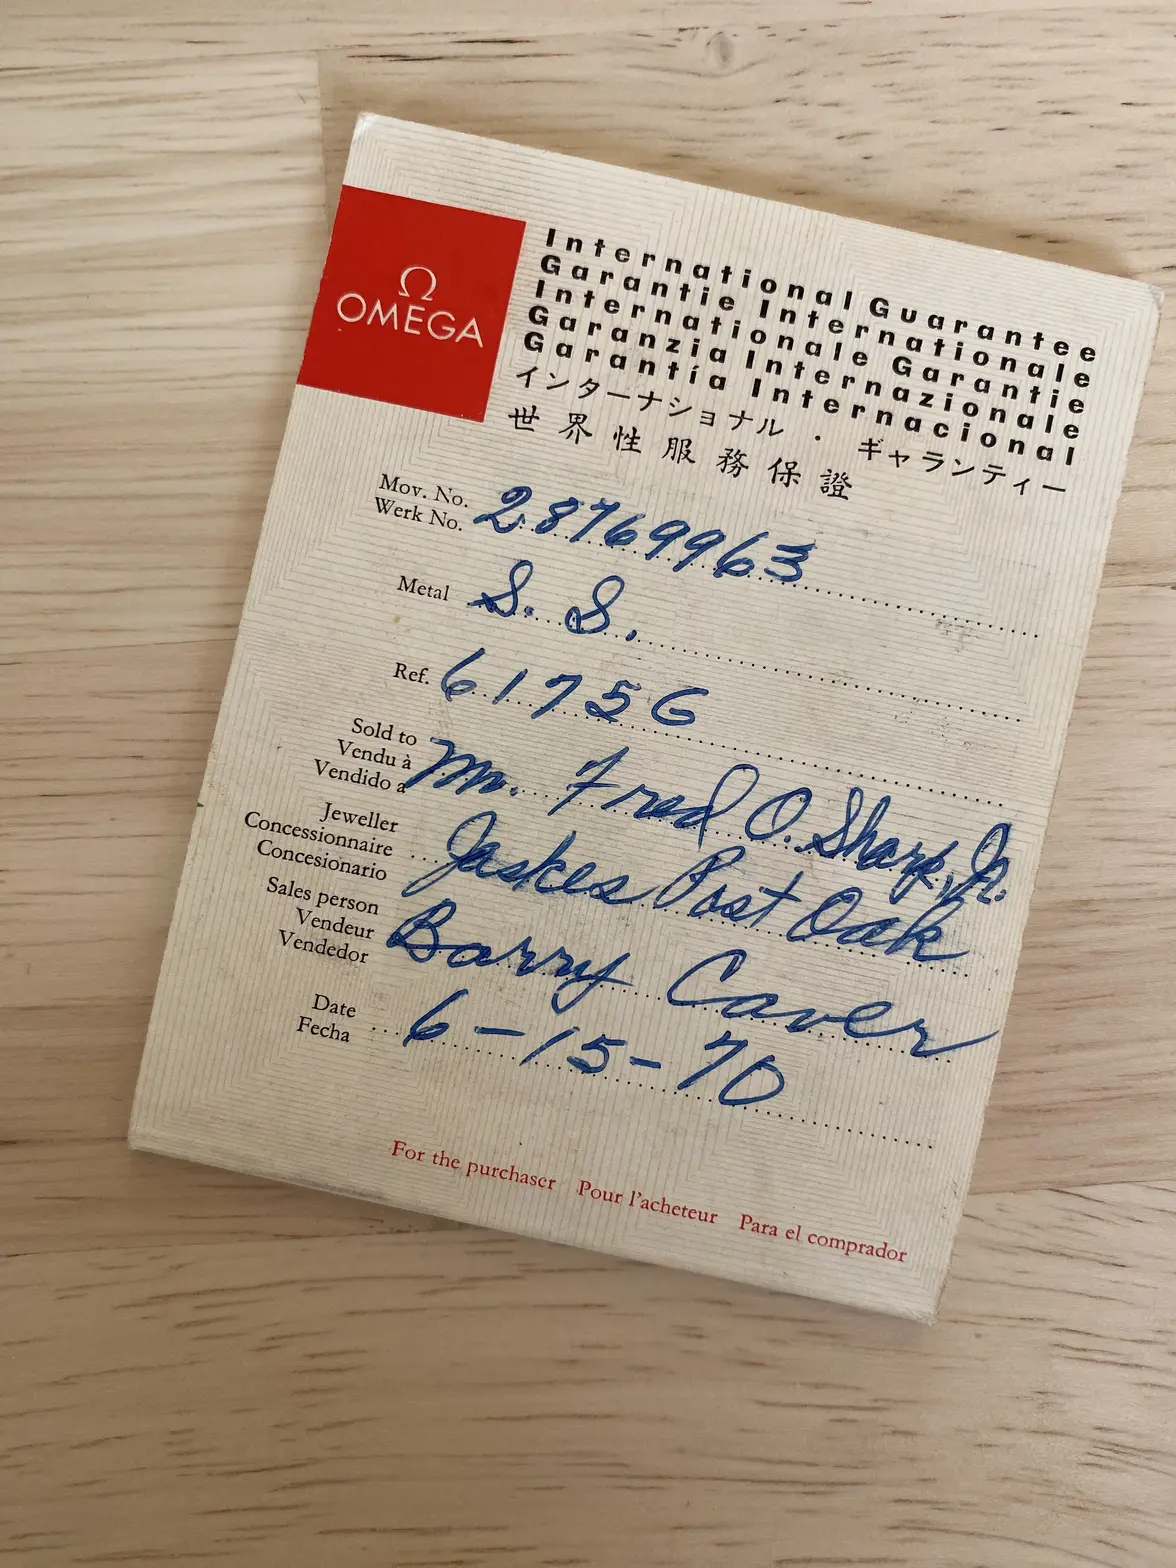 Ω
OMEGA
International Guarantee
Garantie Internationale
Internationale Garantie
Garanzia Internazionale
Garantía Internacional
インターナショナル・ギャランティー
世界性服務保證
Mov. No.
Werk No. 28769963
Metal S. S.
Ref. 6175G
Sold to
Vendu à
Vendido a Mr. Fred O. Sharp, Jr.
Jeweller
Concessionnaire
Concesionario Jaskes Post Oak
Sales person
Vendeur
Vendedor Barry Caver
Date
Fecha 6-15-70
For the purchaser Pour l'acheteur Para el comprador